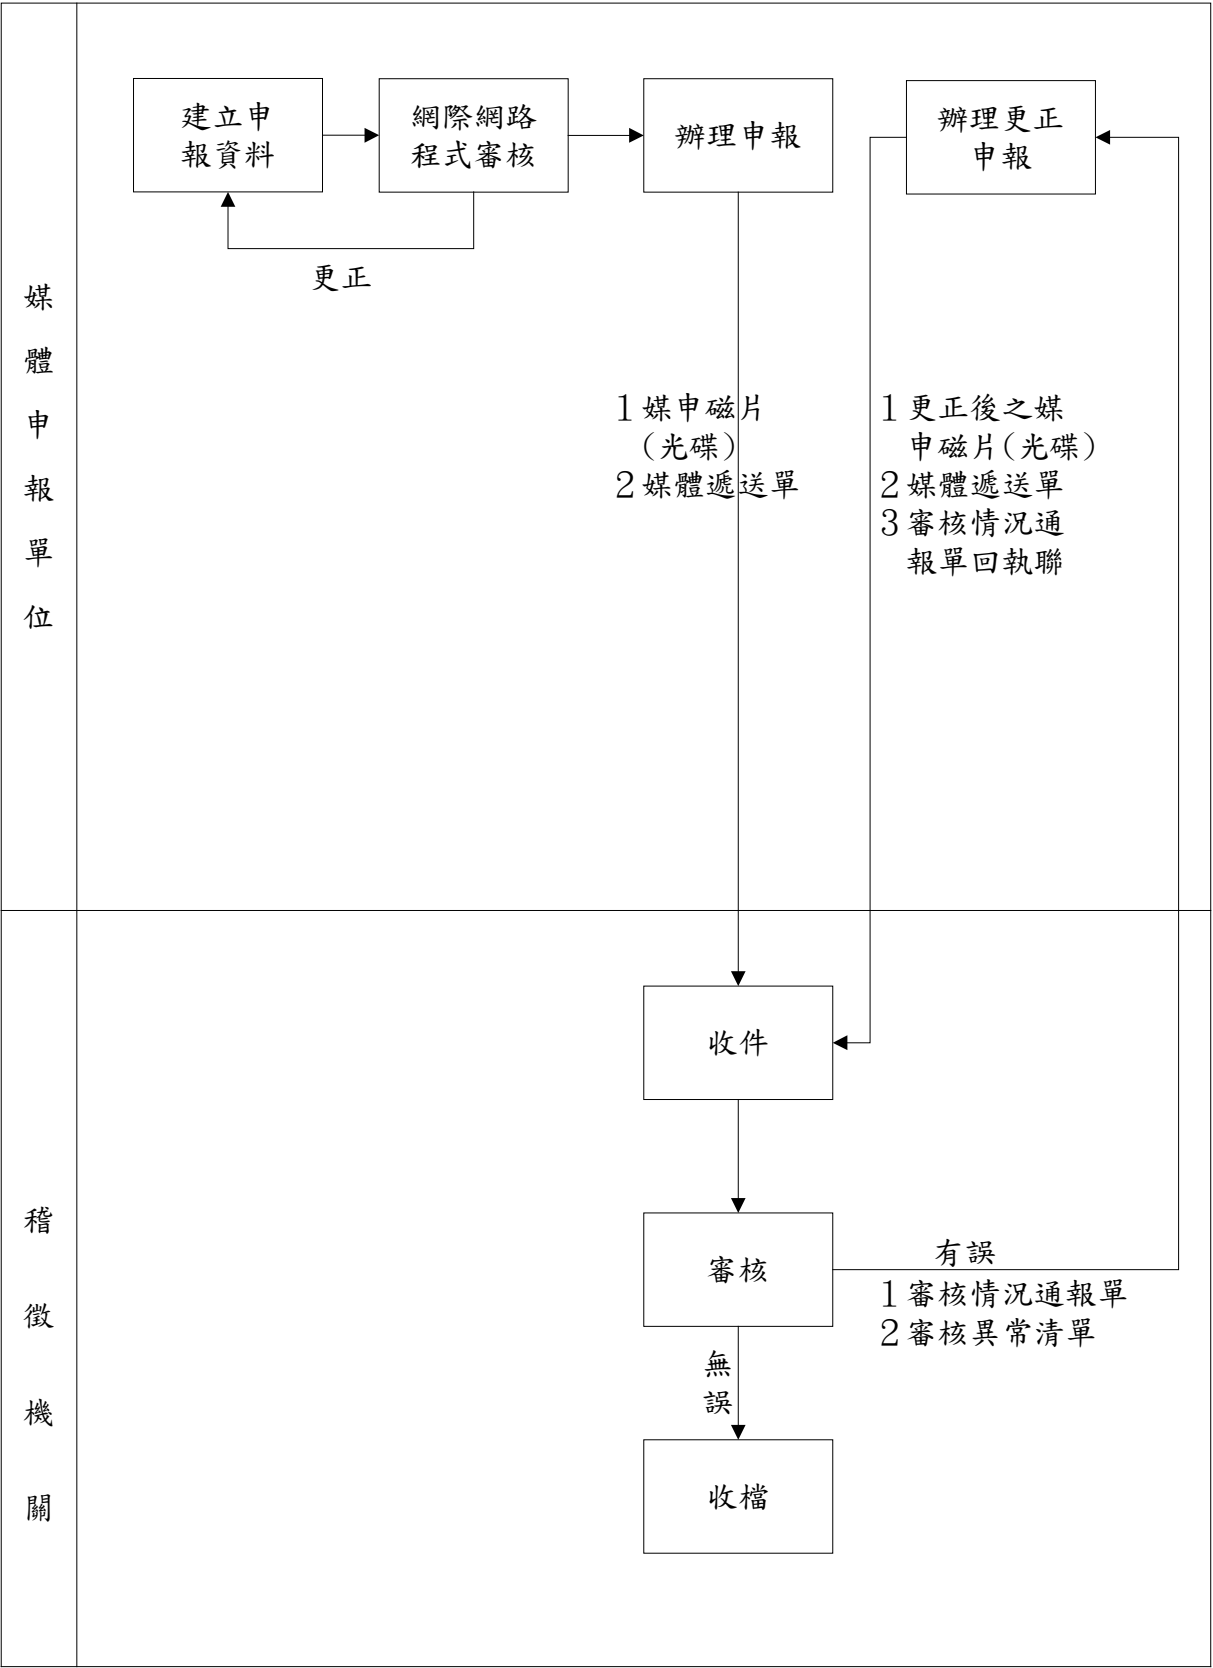 媒體申報單位
建立申
報資料
網際網路
程式審核
辦理申報
辦理更正
申報
更正
1媒申磁片
(光碟)
2媒體遞送單
1更正後之媒
申磁片(光碟)
2媒體遞送單
3審核情況通
報單回執聯
稽徵機關
收件
審核
有誤
1審核情況通報單
2審核異常清單
無
誤
收檔